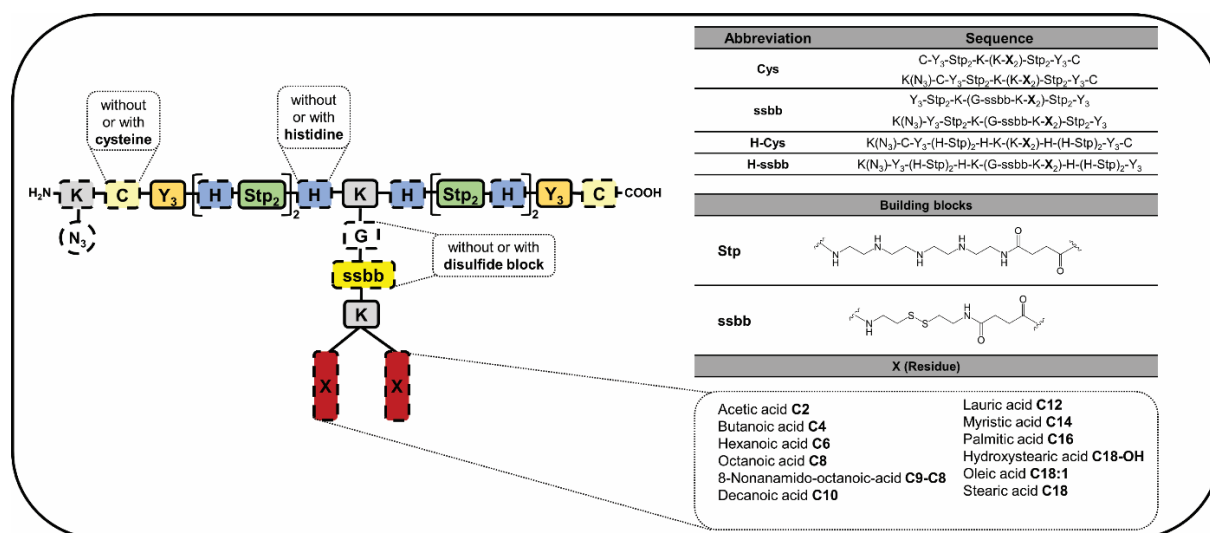 without
or with
cysteine
without
or with
histidine
H₂N K C Y₃ [ H Stp₂ ]₂ H K H [ Stp₂ H ]₂ Y₃ C COOH
N₃
G
ssbb
without or with
disulfide block
K
X X
Abbreviation Sequence
Cys
C-Y₃-Stp₂-K-(K-X₂)-Stp₂-Y₃-C
K(N₃)-C-Y₃-Stp₂-K-(K-X₂)-Stp₂-Y₃-C
ssbb
Y₃-Stp₂-K-(G-ssbb-K-X₂)-Stp₂-Y₃
K(N₃)-Y₃-Stp₂-K-(G-ssbb-K-X₂)-Stp₂-Y₃
H-Cys K(N₃)-C-Y₃-(H-Stp)₂-H-K-(K-X₂)-H-(H-Stp)₂-Y₃-C
H-ssbb K(N₃)-Y₃-(H-Stp)₂-H-K-(G-ssbb-K-X₂)-H-(H-Stp)₂-Y₃
Building blocks
Stp
N H H N N H H N N H O O
ssbb
N H S S H N O O
X (Residue)
Acetic acid C2
Butanoic acid C4
Hexanoic acid C6
Octanoic acid C8
8-Nonanamido-octanoic-acid C9-C8
Decanoic acid C10
Lauric acid C12
Myristic acid C14
Palmitic acid C16
Hydroxystearic acid C18-OH
Oleic acid C18:1
Stearic acid C18